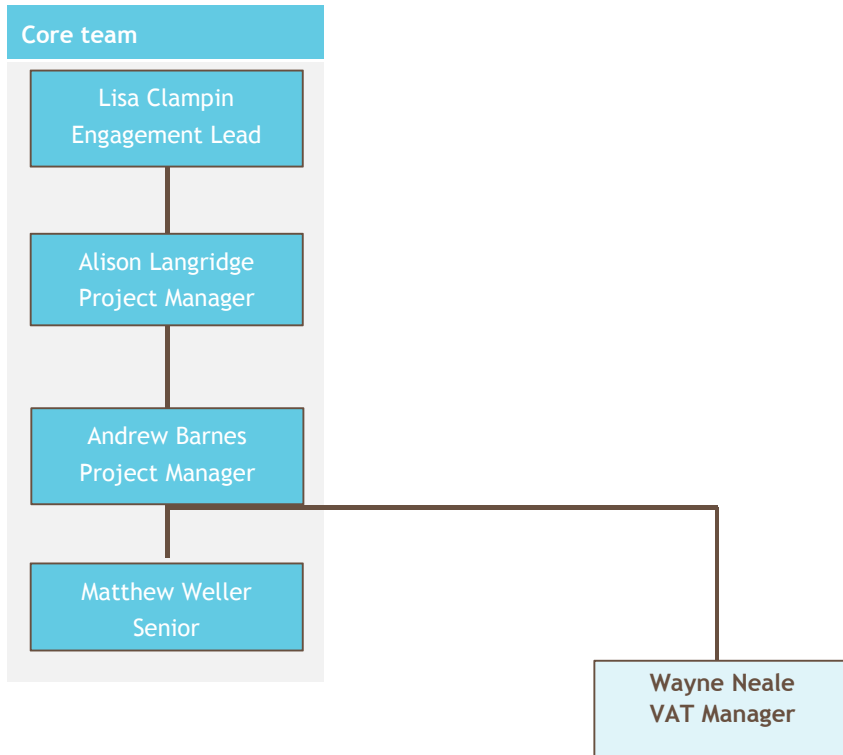 Core team
Lisa Clampin
Engagement Lead
Alison Langridge
Project Manager
Andrew Barnes
Project Manager
Matthew Weller
Senior
Wayne Neale
VAT Manager